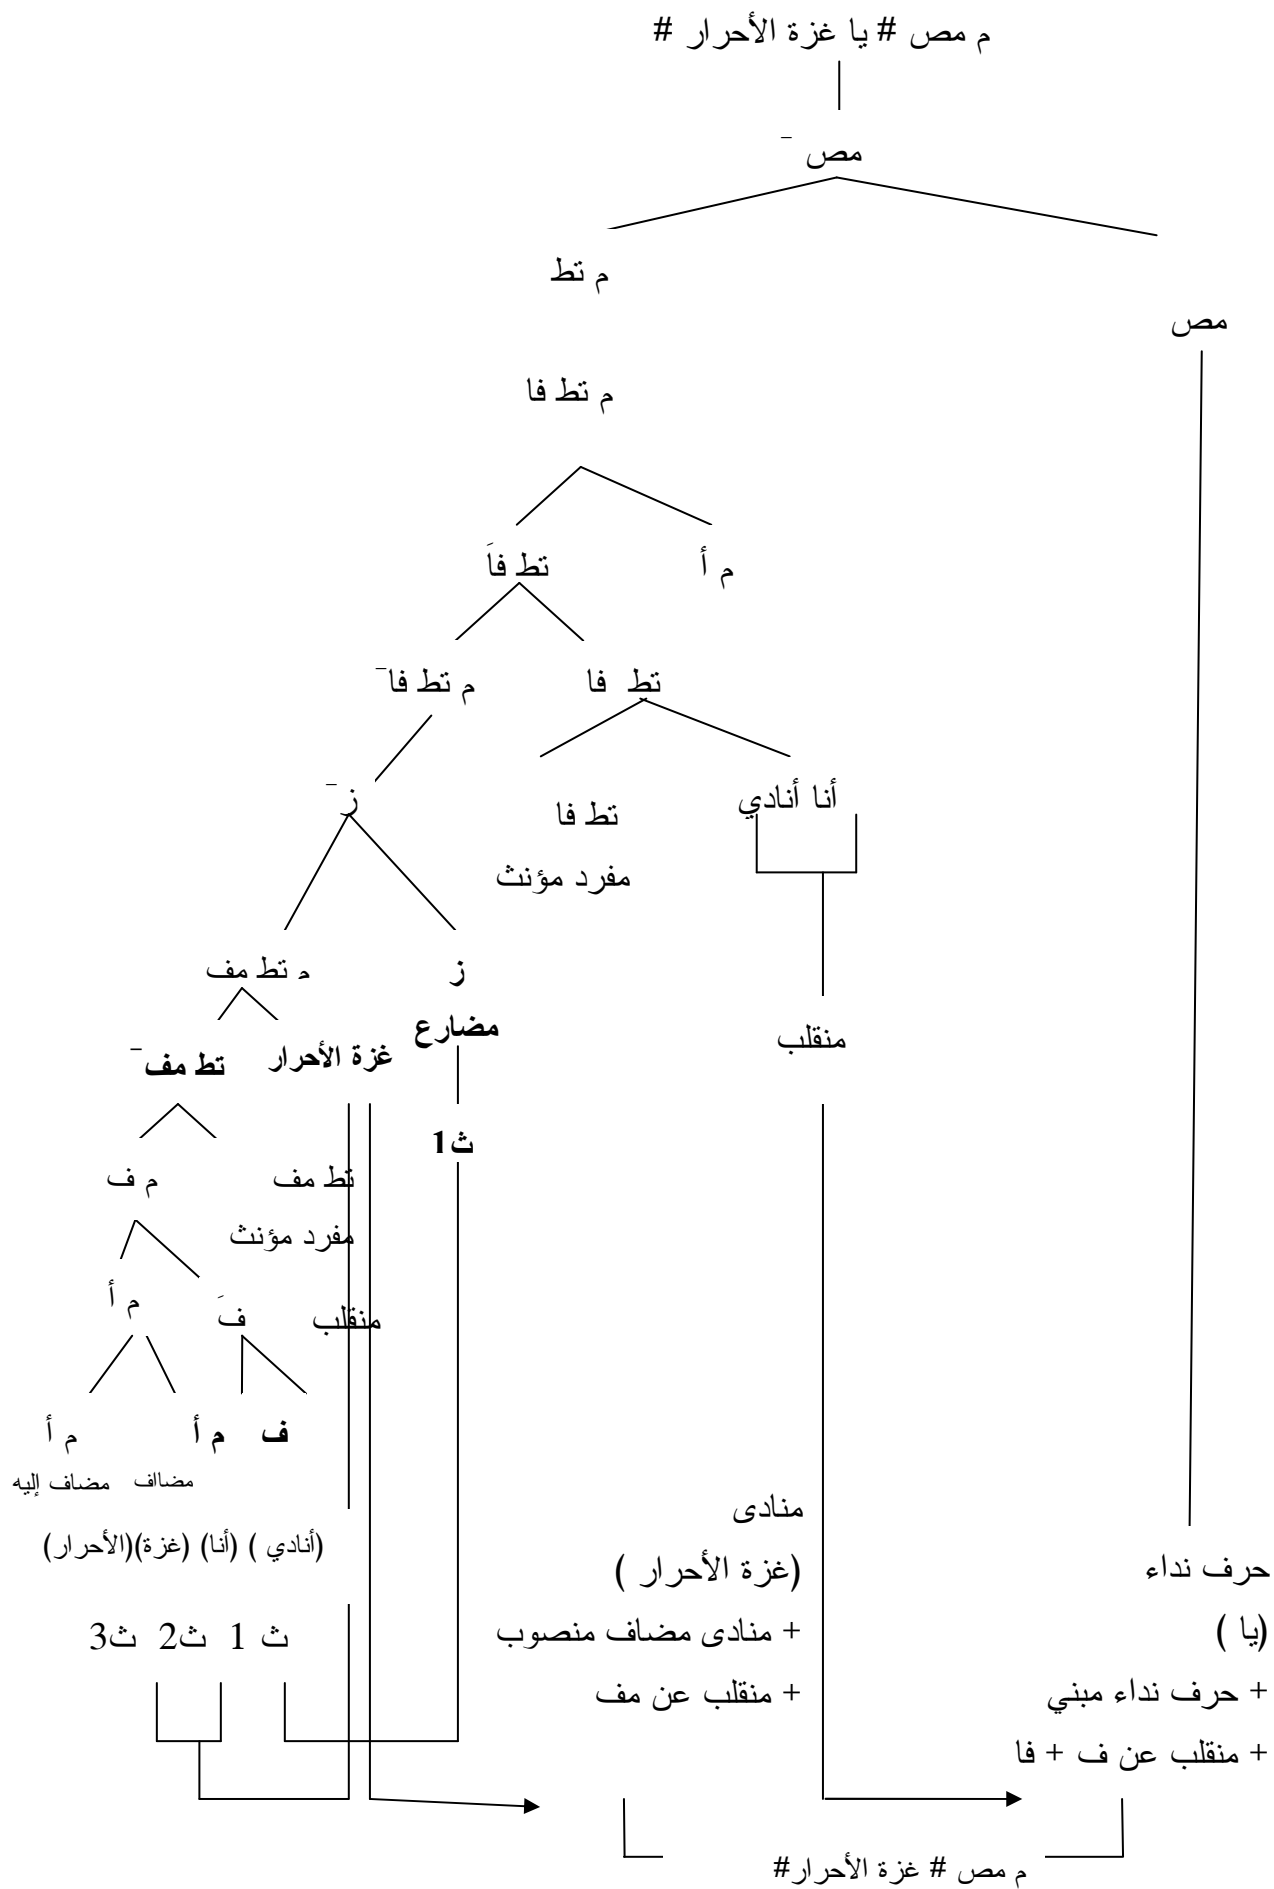 م مص # يا غزة الأحرار #
مص ¯
م تط
مص
م تط فا
م أ
تط فاَ
تط فا
م تط فا¯
أنا أنادي
تط فا
مفرد مؤنث
ز¯
ز
مضارع
م تط مف
منقلب
غزة الأحرار
تط مف¯
ث1
تط مف
مفرد مؤنث
منقلب
م ف
فَ
م أ
ف
م أ
م أ
مضااف
مضاف إليه
(أنادي ) (أنا) (غزة)(الأحرار)
ث 1 ث2 ث3
حرف نداء
(يا )
+ حرف نداء مبني
+ منقلب عن ف + فا
منادى
(غزة الأحرار )
+ منادى مضاف منصوب
+ منقلب عن مف
م مص # غزة الأحرار#